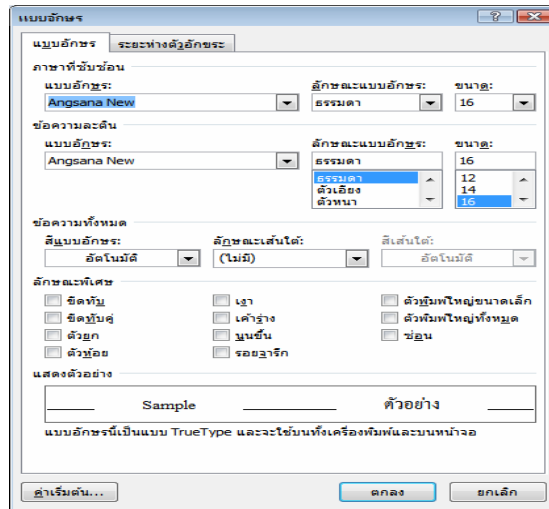 แบบอักษร
แบบอักษร ระยะห่างตัวอักขระ
ภาษาที่ซับซ้อน
แบบอักษร: ลักษณะแบบอักษร: ขนาด:
Angsana New ธรรมดา 16
ข้อความละติน
แบบอักษร: ลักษณะแบบอักษร: ขนาด:
Angsana New ธรรมดา 16
ธรรมดา 12
ตัวเอียง 14
ตัวหนา 16
ข้อความทั้งหมด
สีแบบอักษร: ลักษณะเส้นใต้: สีเส้นใต้:
อัตโนมัติ (ไม่มี) อัตโนมัติ
ลักษณะพิเศษ
ขีดทับ เงา ตัวพิมพ์ใหญ่ขนาดเล็ก
ขีดทับคู่ เค้าร่าง ตัวพิมพ์ใหญ่ทั้งหมด
ตัวยก นูนขึ้น ซ่อน
ตัวห้อย รอยจารึก
แสดงตัวอย่าง
Sample ตัวอย่าง
แบบอักษรนี้เป็นแบบ TrueType และจะใช้บนทั้งเครื่องพิมพ์และบนหน้าจอ
ค่าเริ่มต้น... ตกลง ยกเลิก